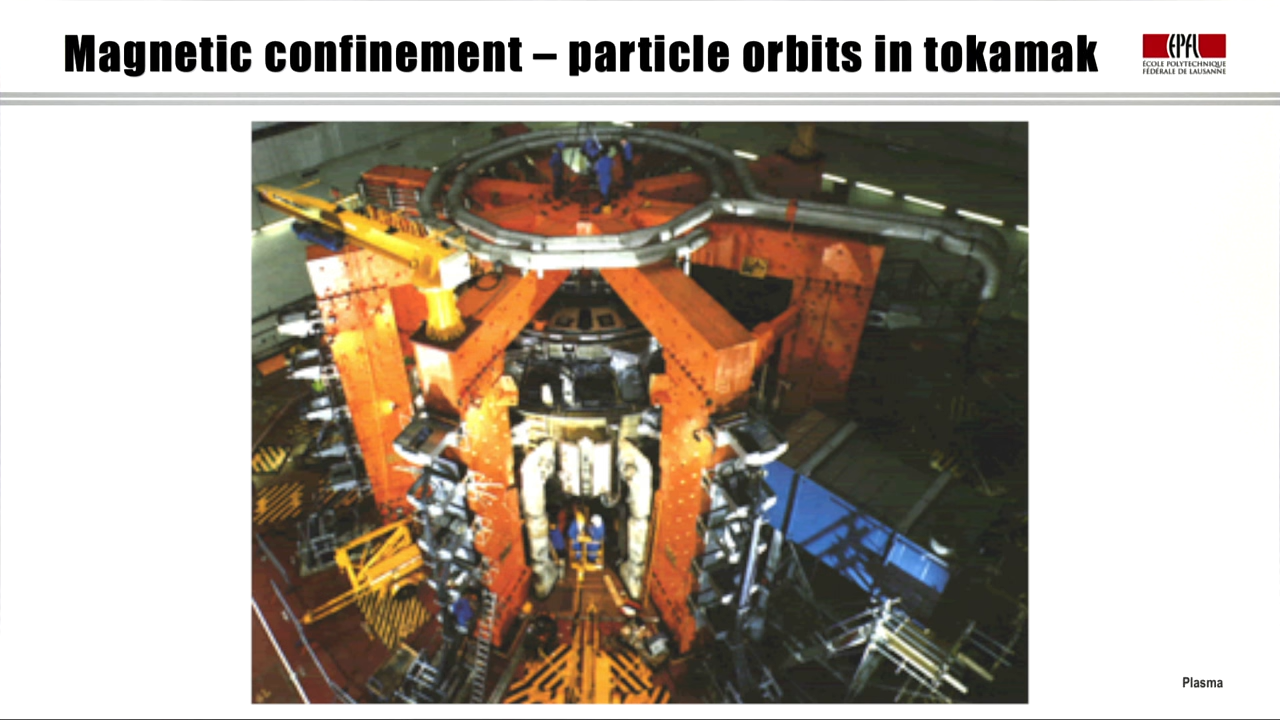 Magnetic confinement – particle orbits in tokamak
EPFL
ÉCOLE POLYTECHNIQUE
FÉDÉRALE DE LAUSANNE
Plasma